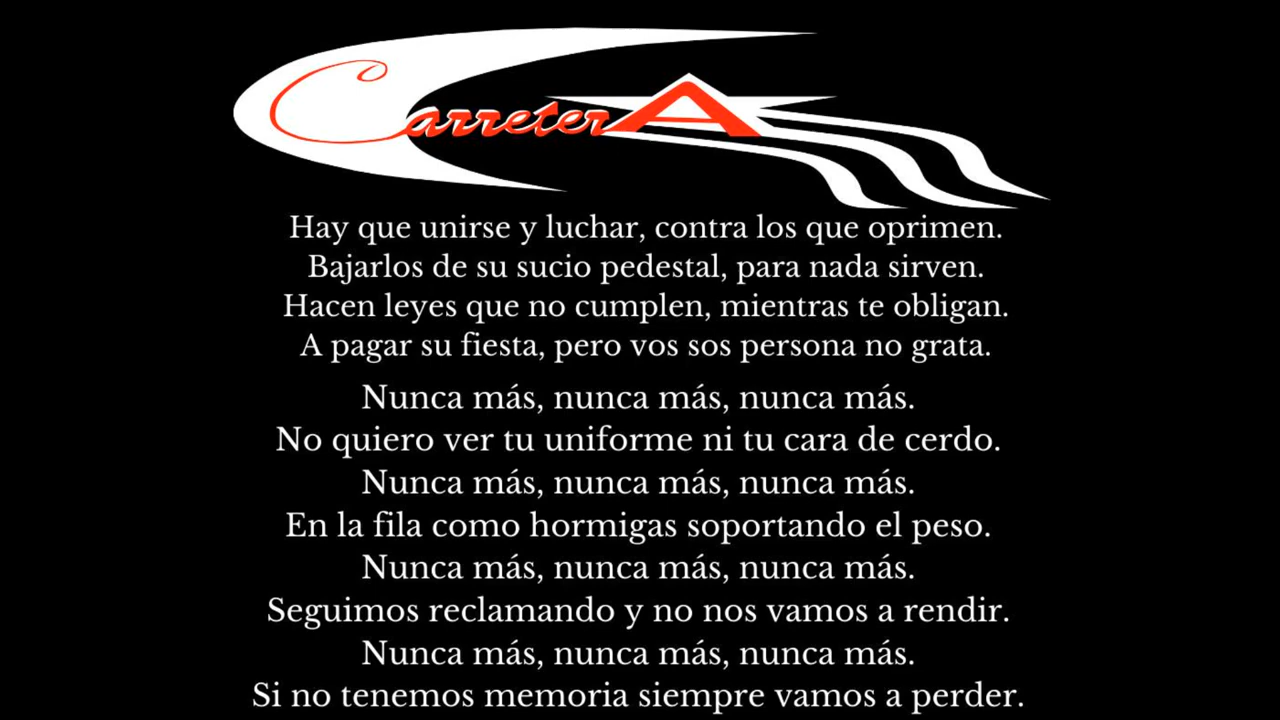 CarreterA
Hay que unirse y luchar, contra los que oprimen.
Bajarlos de su sucio pedestal, para nada sirven.
Hacen leyes que no cumplen, mientras te obligan.
A pagar su fiesta, pero vos sos persona no grata.
Nunca más, nunca más, nunca más.
No quiero ver tu uniforme ni tu cara de cerdo.
Nunca más, nunca más, nunca más.
En la fila como hormigas soportando el peso.
Nunca más, nunca más, nunca más.
Seguimos reclamando y no nos vamos a rendir.
Nunca más, nunca más, nunca más.
Si no tenemos memoria siempre vamos a perder.